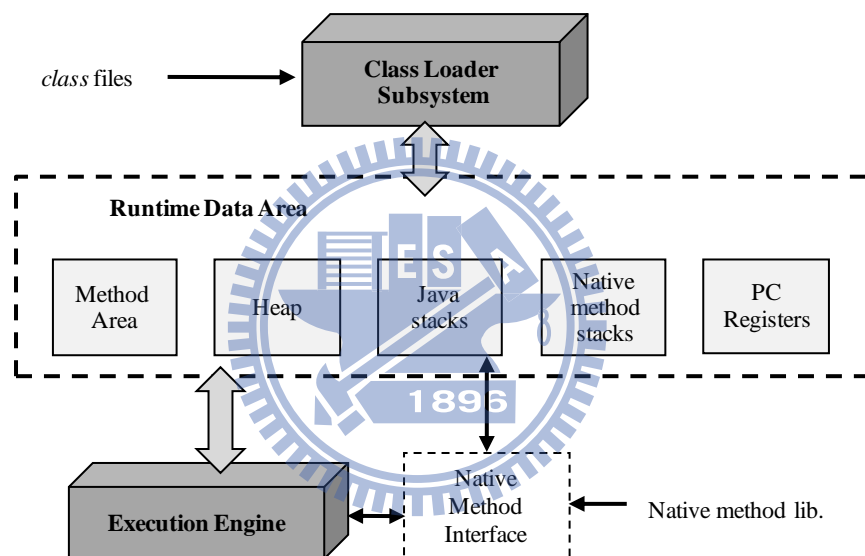 Class Loader
Subsystem
class files
Runtime Data Area
Method
Area
Heap
Java
stacks
Native
method
stacks
PC
Registers
E S A
1896
Execution Engine
Native
Method
Interface
Native method lib.